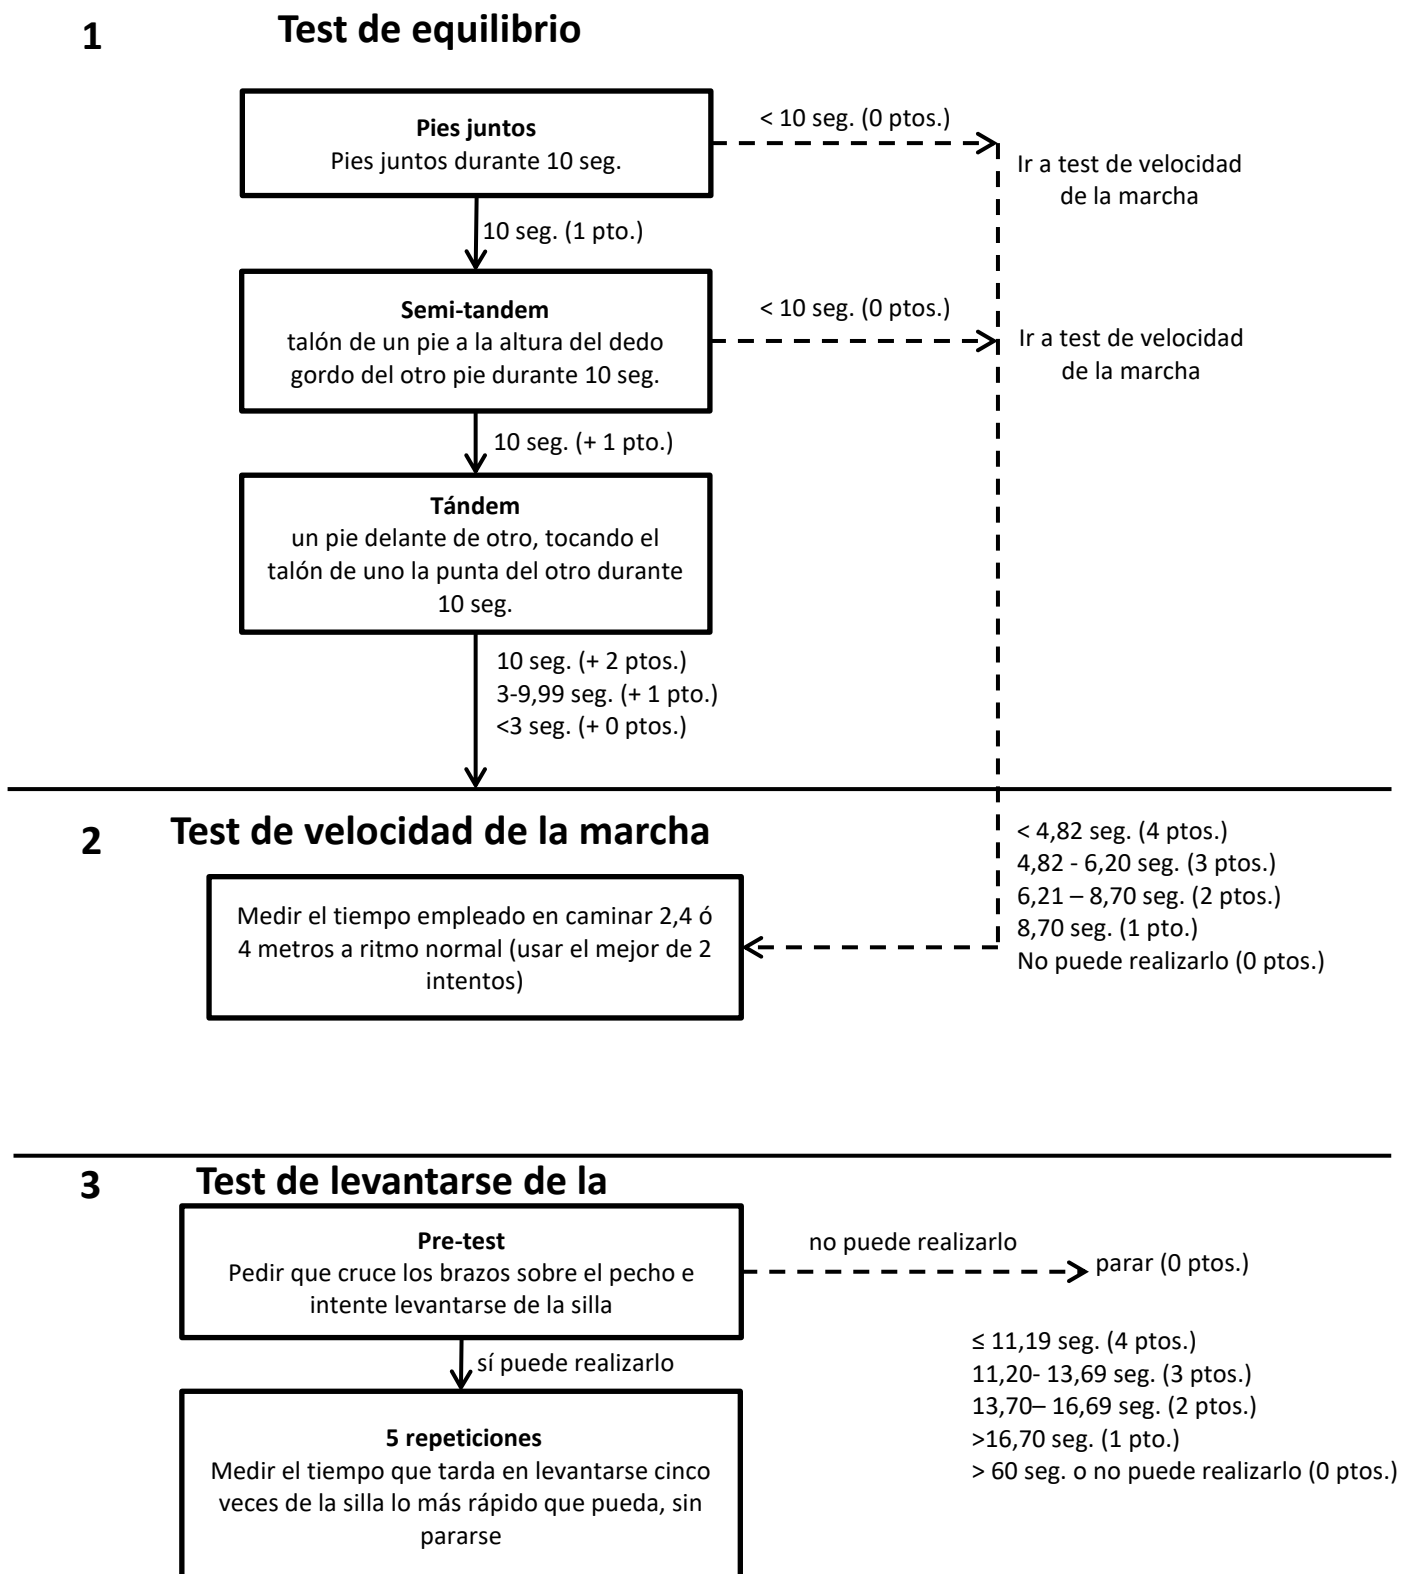 1
Test de equilibrio
Pies juntos
Pies juntos durante 10 seg.
< 10 seg. (0 ptos.)
Ir a test de velocidad
de la marcha
10 seg. (1 pto.)
Semi-tandem
talón de un pie a la altura del dedo
gordo del otro pie durante 10 seg.
< 10 seg. (0 ptos.)
Ir a test de velocidad
de la marcha
10 seg. (+ 1 pto.)
Tándem
un pie delante de otro, tocando el
talón de uno la punta del otro durante
10 seg.
10 seg. (+ 2 ptos.)
3-9,99 seg. (+ 1 pto.)
<3 seg. (+ 0 ptos.)
2
Test de velocidad de la marcha
Medir el tiempo empleado en caminar 2,4 ó
4 metros a ritmo normal (usar el mejor de 2
intentos)
< 4,82 seg. (4 ptos.)
4,82 - 6,20 seg. (3 ptos.)
6,21 – 8,70 seg. (2 ptos.)
8,70 seg. (1 pto.)
No puede realizarlo (0 ptos.)
3
Test de levantarse de la
Pre-test
Pedir que cruce los brazos sobre el pecho e
intente levantarse de la silla
no puede realizarlo
parar (0 ptos.)
sí puede realizarlo
5 repeticiones
Medir el tiempo que tarda en levantarse cinco
veces de la silla lo más rápido que pueda, sin
pararse
≤ 11,19 seg. (4 ptos.)
11,20- 13,69 seg. (3 ptos.)
13,70– 16,69 seg. (2 ptos.)
>16,70 seg. (1 pto.)
> 60 seg. o no puede realizarlo (0 ptos.)